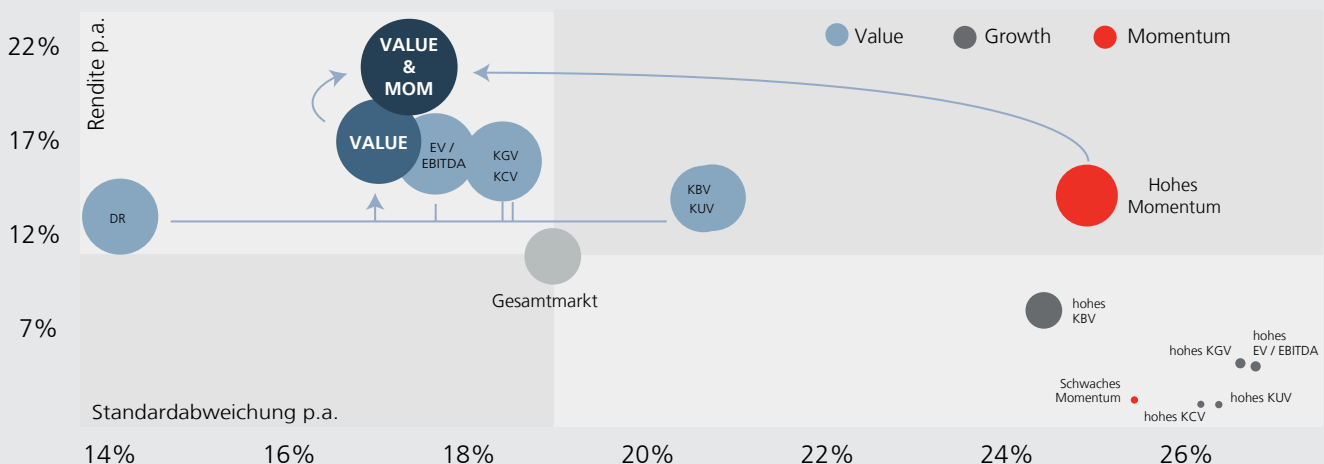 Rendite p.a.
22%
17%
12%
7%
Value
Growth
Momentum
VALUE
&
MOM
VALUE
EV /
EBITDA
KGV
KCV
KBV
KUV
DR
Hohes
Momentum
Gesamtmarkt
hohes
KBV
hohes
EV / EBITDA
hohes KGV
Schwaches
Momentum
hohes KUV
hohes KCV
Standardabweichung p.a.
14%
16%
18%
20%
22%
24%
26%